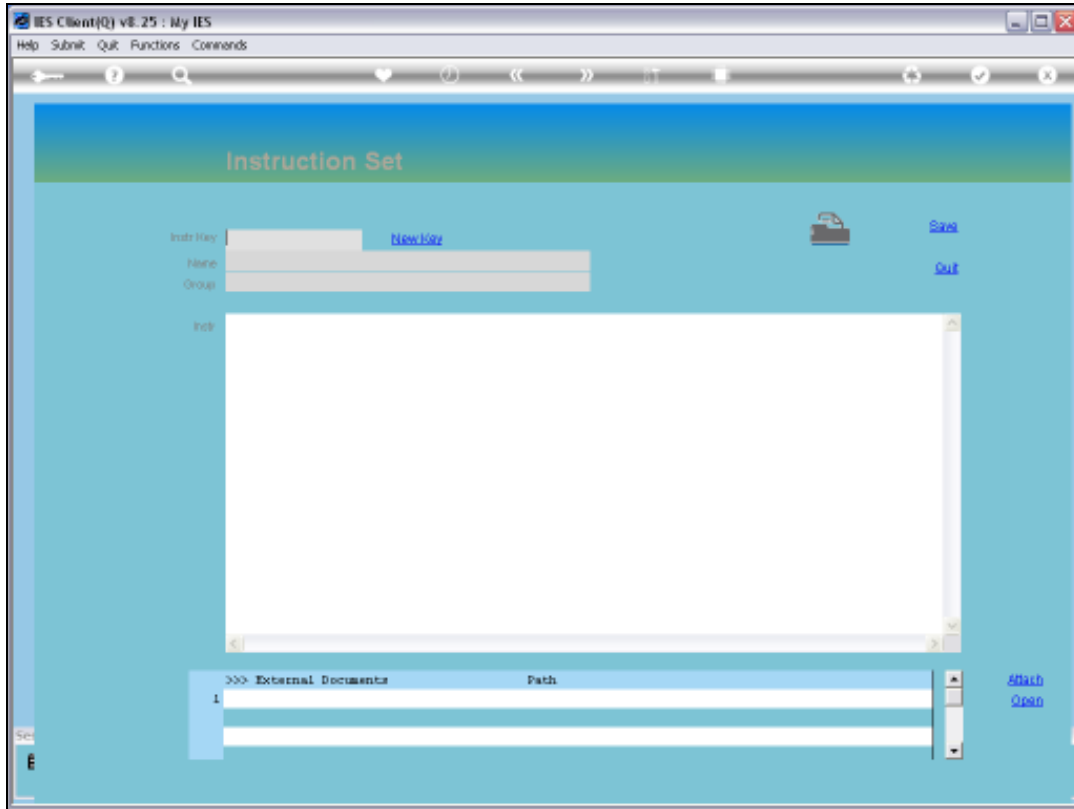 IES Client(Q) v8.25 : My IES
Help Submit Quit Functions Commands
Instruction Set
Instr Key
New Key
Save
Name
Quit
Group
Instr
>>> External Documents Path
Attach
1
Open